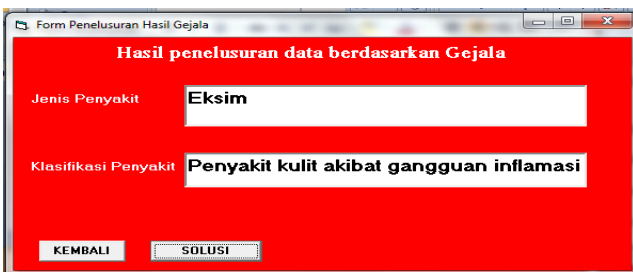 Form Penelusuran Hasil Gejala
Hasil penelusuran data berdasarkan Gejala
Jenis Penyakit Eksim
Klasifikasi Penyakit Penyakit kulit akibat gangguan inflamasi
KEMBALI SOLUSI